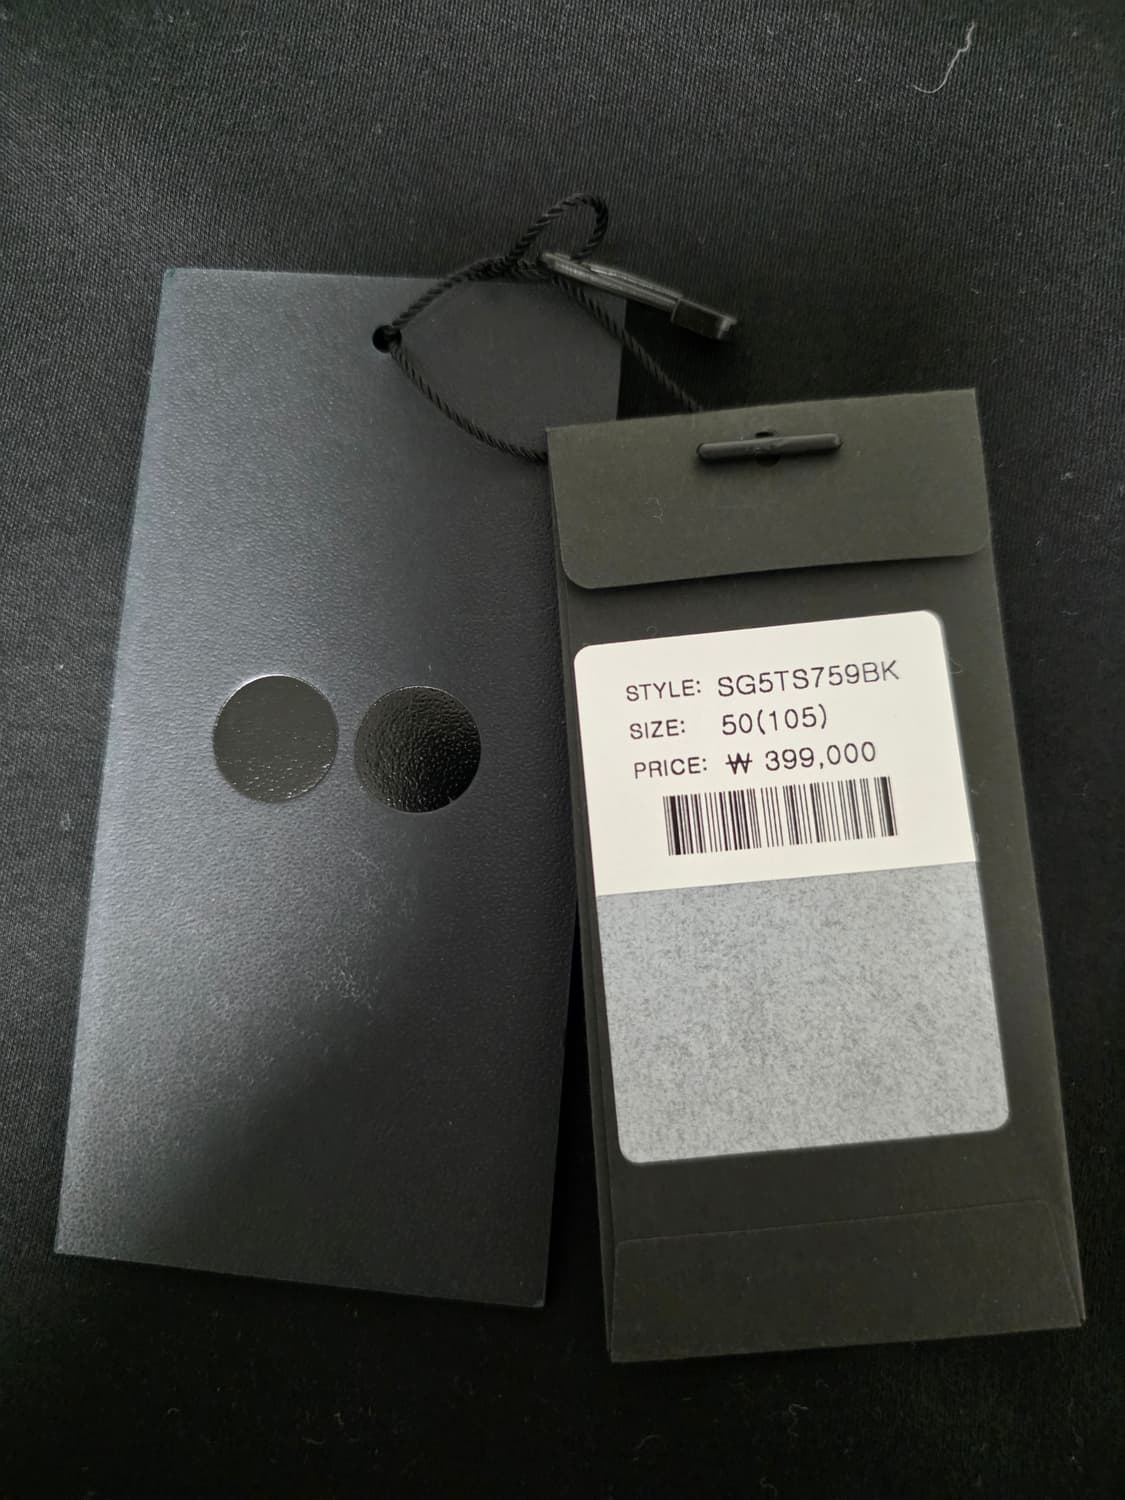 STYLE: SG5TS759BK
SIZE: 50(105)
PRICE: ₩ 399,000